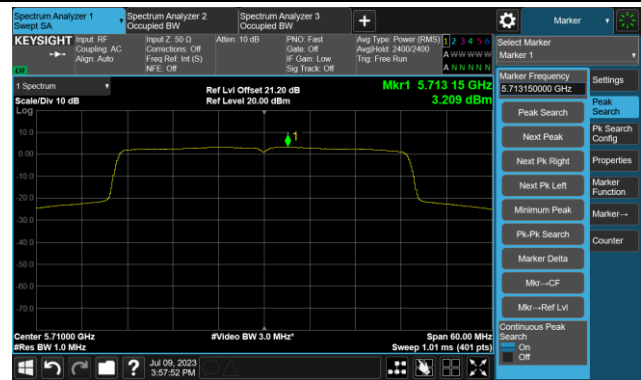 Spectrum Analyzer 1
Swept SA
Spectrum Analyzer 2
Occupied BW
Spectrum Analyzer 3
Occupied BW
Marker
KEYSIGHT
Input: RF
Coupling: AC
Align: Auto
Input Z: 50 Ω
Corrections: Off
Freq Ref: Int (S)
NFE: Off
Atten: 10 dB
PNO: Fast
Gate: Off
IF Gain: Low
Sig Track: Off
Avg Type: Power (RMS)
Avg|Hold: 2400/2400
Trig: Free Run
1 2 3 4 5 6
A W W W W W
A N N N N N
LXI
Select Marker
Marker 1
1 Spectrum
Scale/Div 10 dB
Log
Ref Lvl Offset 21.20 dB
Ref Level 20.00 dBm
Mkr1 5.713 15 GHz
3.209 dBm
10.0
0.00
-10.0
-20.0
-30.0
-40.0
-50.0
-60.0
-70.0
1
Center 5.71000 GHz
#Res BW 1.0 MHz
#Video BW 3.0 MHz*
Span 60.00 MHz
Sweep 1.01 ms (401 pts)
Marker Frequency
5.713150000 GHz
Peak Search
Next Peak
Next Pk Right
Next Pk Left
Minimum Peak
Pk-Pk Search
Marker Delta
Mkr→CF
Mkr→Ref Lvl
Continuous Peak
Search
On
Off
Settings
Peak
Search
Pk Search
Config
Properties
Marker
Function
Marker→
Counter
?
Jul 09, 2023
3:57:52 PM